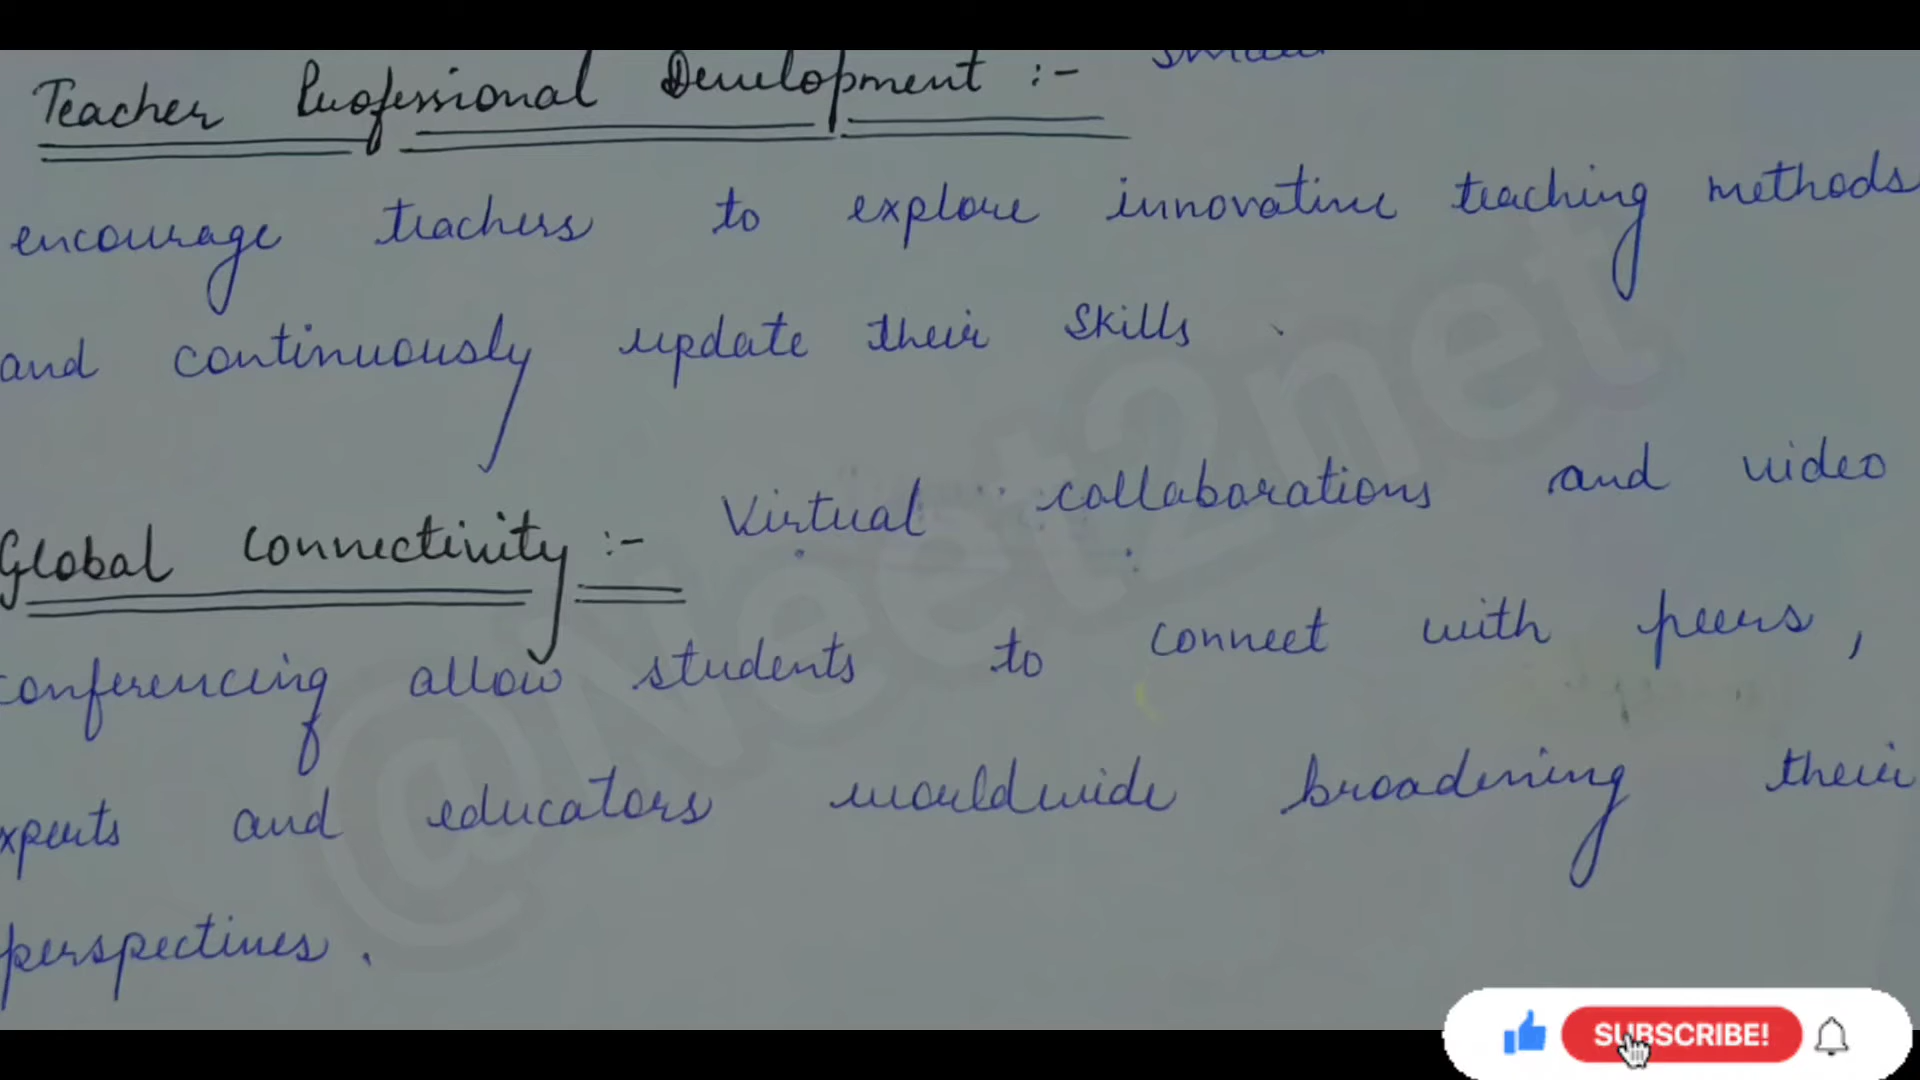 Teacher Professional Development :-
encourage teachers to explore innovative teaching methods
and continuously update their skills
Global Connectivity :- Virtual collaborations and video
conferencing allow students to connect with peers,
xperts and educators worldwide broadening their
perspectives.
@Neet2net
SUBSCRIBE!